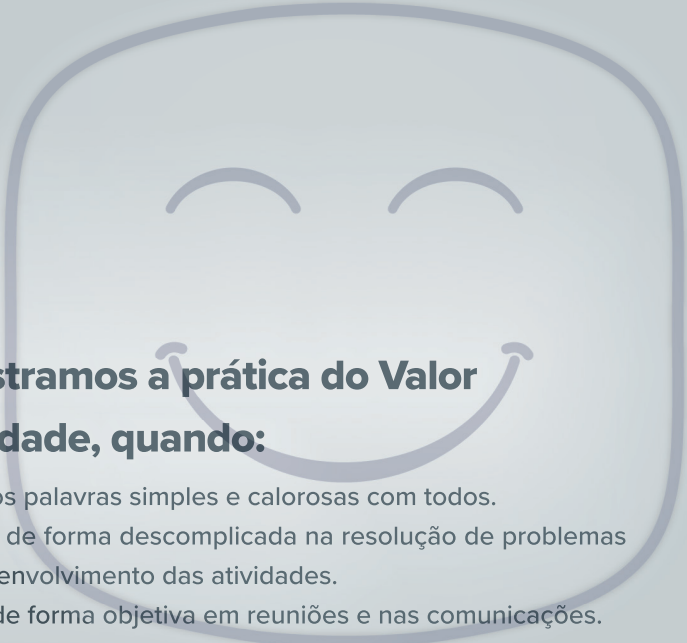 stramos a prática do Valor
dade, quando:
os palavras simples e calorosas com todos.
de forma descomplicada na resolução de problemas
envolvimento das atividades.
de forma objetiva em reuniões e nas comunicações.